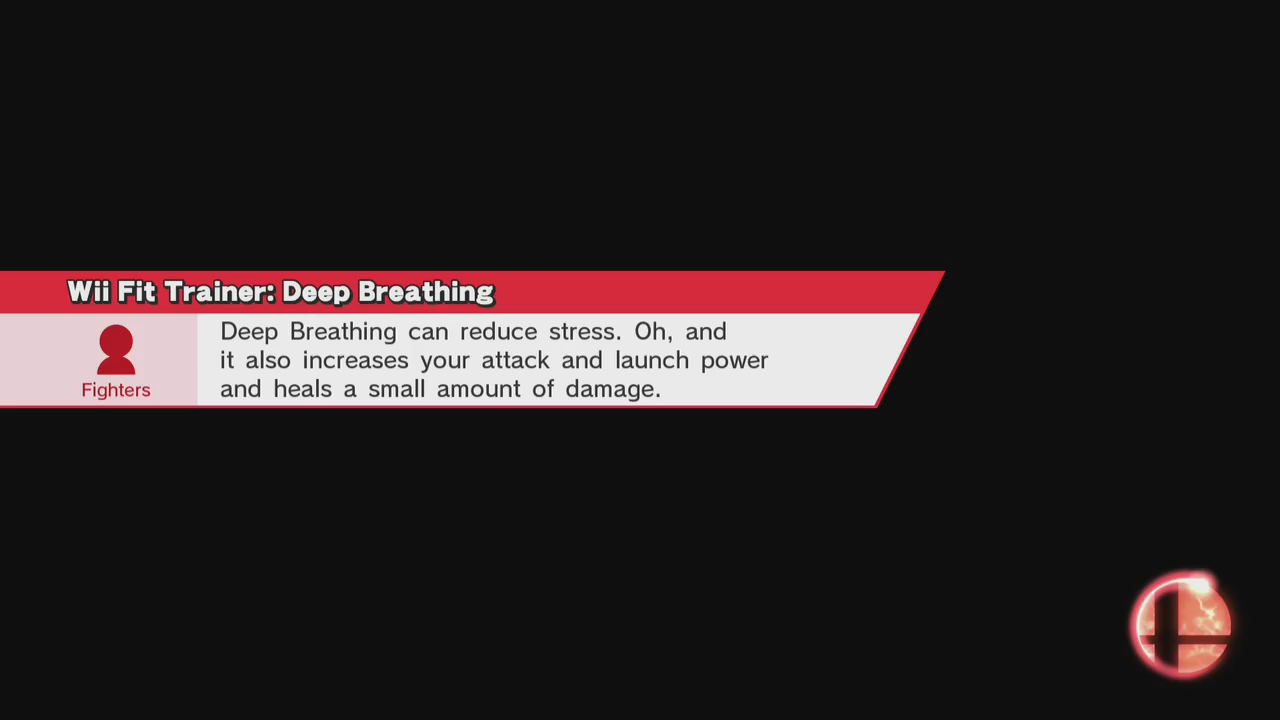 Wii Fit Trainer: Deep Breathing
Fighters
Deep Breathing can reduce stress. Oh, and
it also increases your attack and launch power
and heals a small amount of damage.